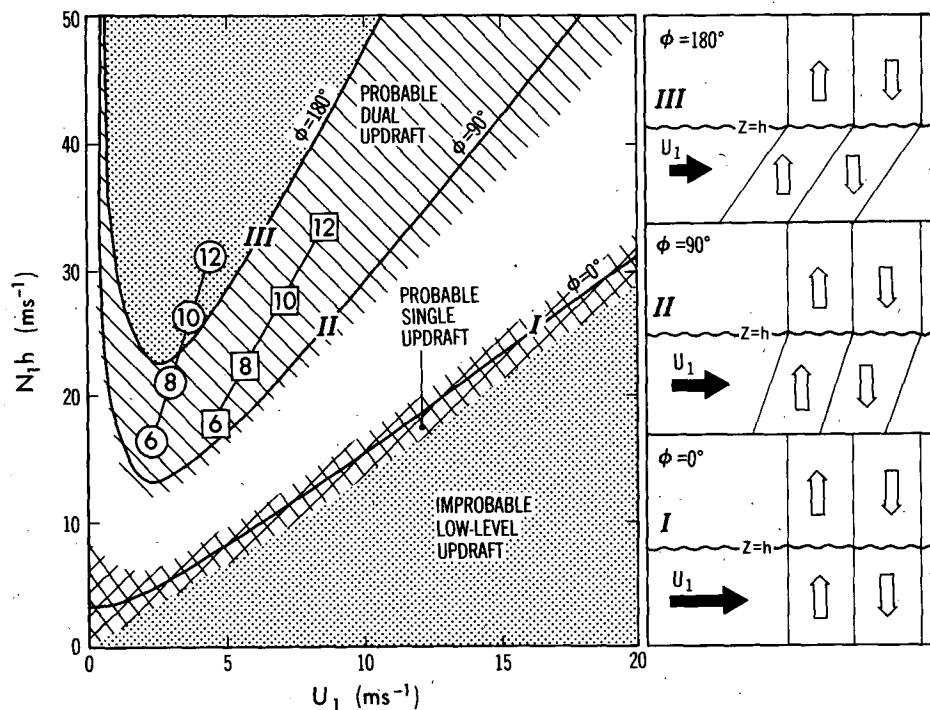 50
40
30
20
10
0
N₁h (ms⁻¹)
0
5
10
15
20
U₁ (ms⁻¹)
φ=180°
PROBABLE
DUAL
UPDRAFT
φ=90°
III
12
10
8
6
12
10
8
6
II
PROBABLE
SINGLE
UPDRAFT
I
φ=0°
IMPROBABLE
LOW-LEVEL
UPDRAFT
φ=180°
III
Z=h
U₁
φ=90°
II
Z=h
U₁
φ=0°
I
Z=h
U₁